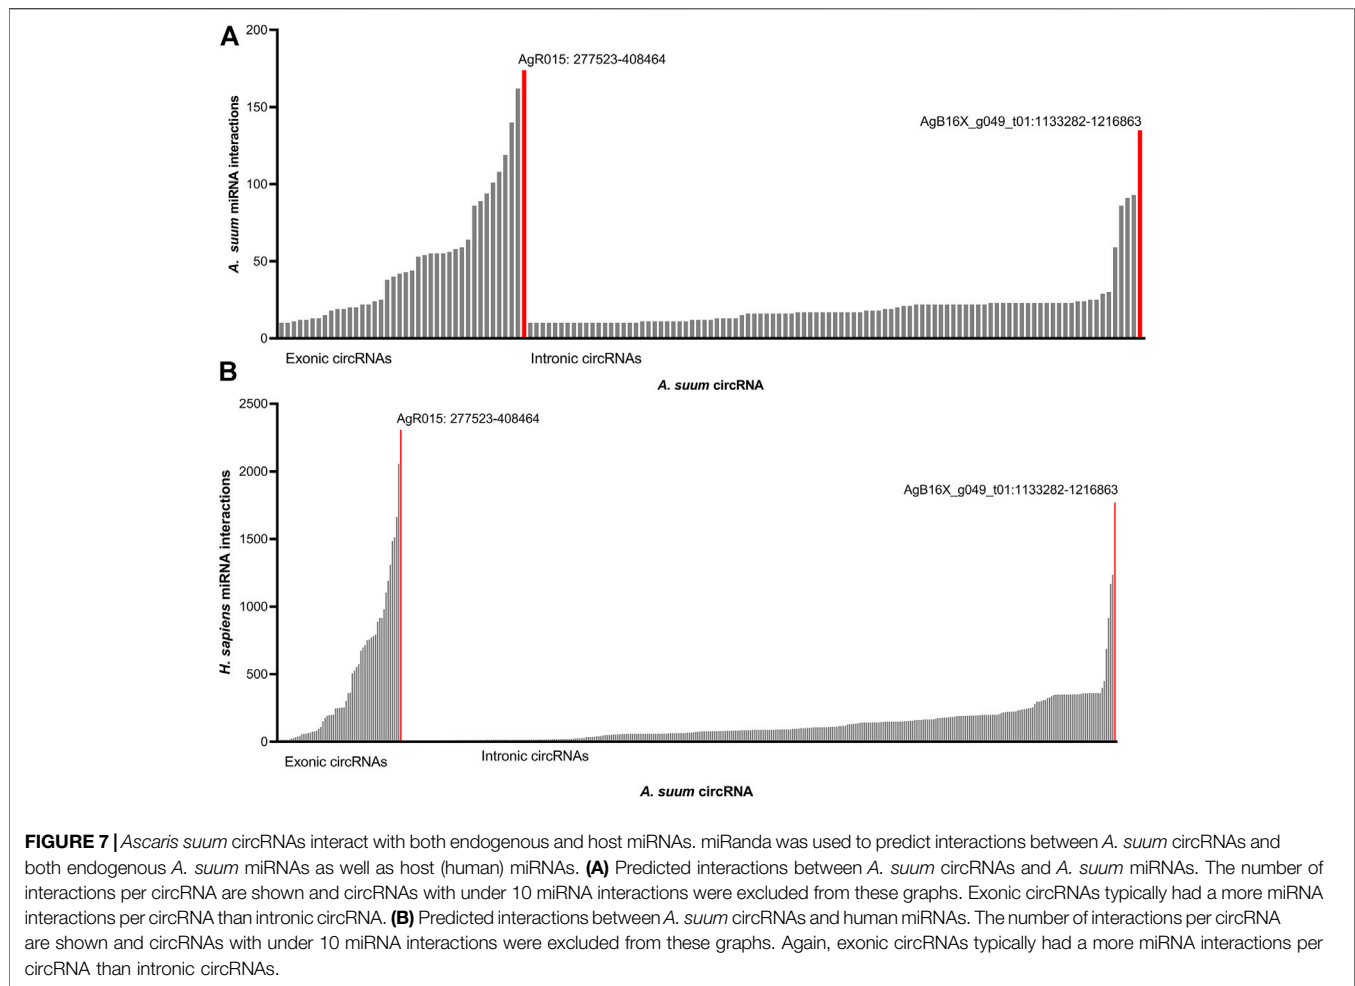 A
200
150
100
50
0
A. suum miRNA interactions
AgR015: 277523-408464
AgB16X_g049_t01:1133282-1216863
Exonic circRNAs
Intronic circRNAs
A. suum circRNA
B
2500
2000
1500
1000
500
0
H. sapiens miRNA interactions
AgR015: 277523-408464
AgB16X_g049_t01:1133282-1216863
Exonic circRNAs
Intronic circRNAs
A. suum circRNA
FIGURE 7 | Ascaris suum circRNAs interact with both endogenous and host miRNAs. miRanda was used to predict interactions between A. suum circRNAs and
both endogenous A. suum miRNAs as well as host (human) miRNAs. (A) Predicted interactions between A. suum circRNAs and A. suum miRNAs. The number of
interactions per circRNA are shown and circRNAs with under 10 miRNA interactions were excluded from these graphs. Exonic circRNAs typically had a more miRNA
interactions per circRNA than intronic circRNA. (B) Predicted interactions between A. suum circRNAs and human miRNAs. The number of interactions per circRNA
are shown and circRNAs with under 10 miRNA interactions were excluded from these graphs. Again, exonic circRNAs typically had a more miRNA interactions per
circRNA than intronic circRNAs.